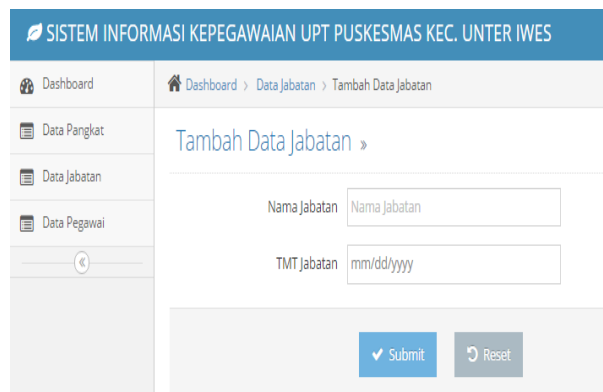 SISTEM INFORMASI KEPEGAWAIAN UPT PUSKESMAS KEC. UNTER IWES
Dashboard
Data Pangkat
Data Jabatan
Data Pegawai
Dashboard > Data Jabatan > Tambah Data Jabatan
Tambah Data Jabatan »
Nama Jabatan Nama Jabatan
TMT Jabatan mm/dd/yyyy
Submit Reset